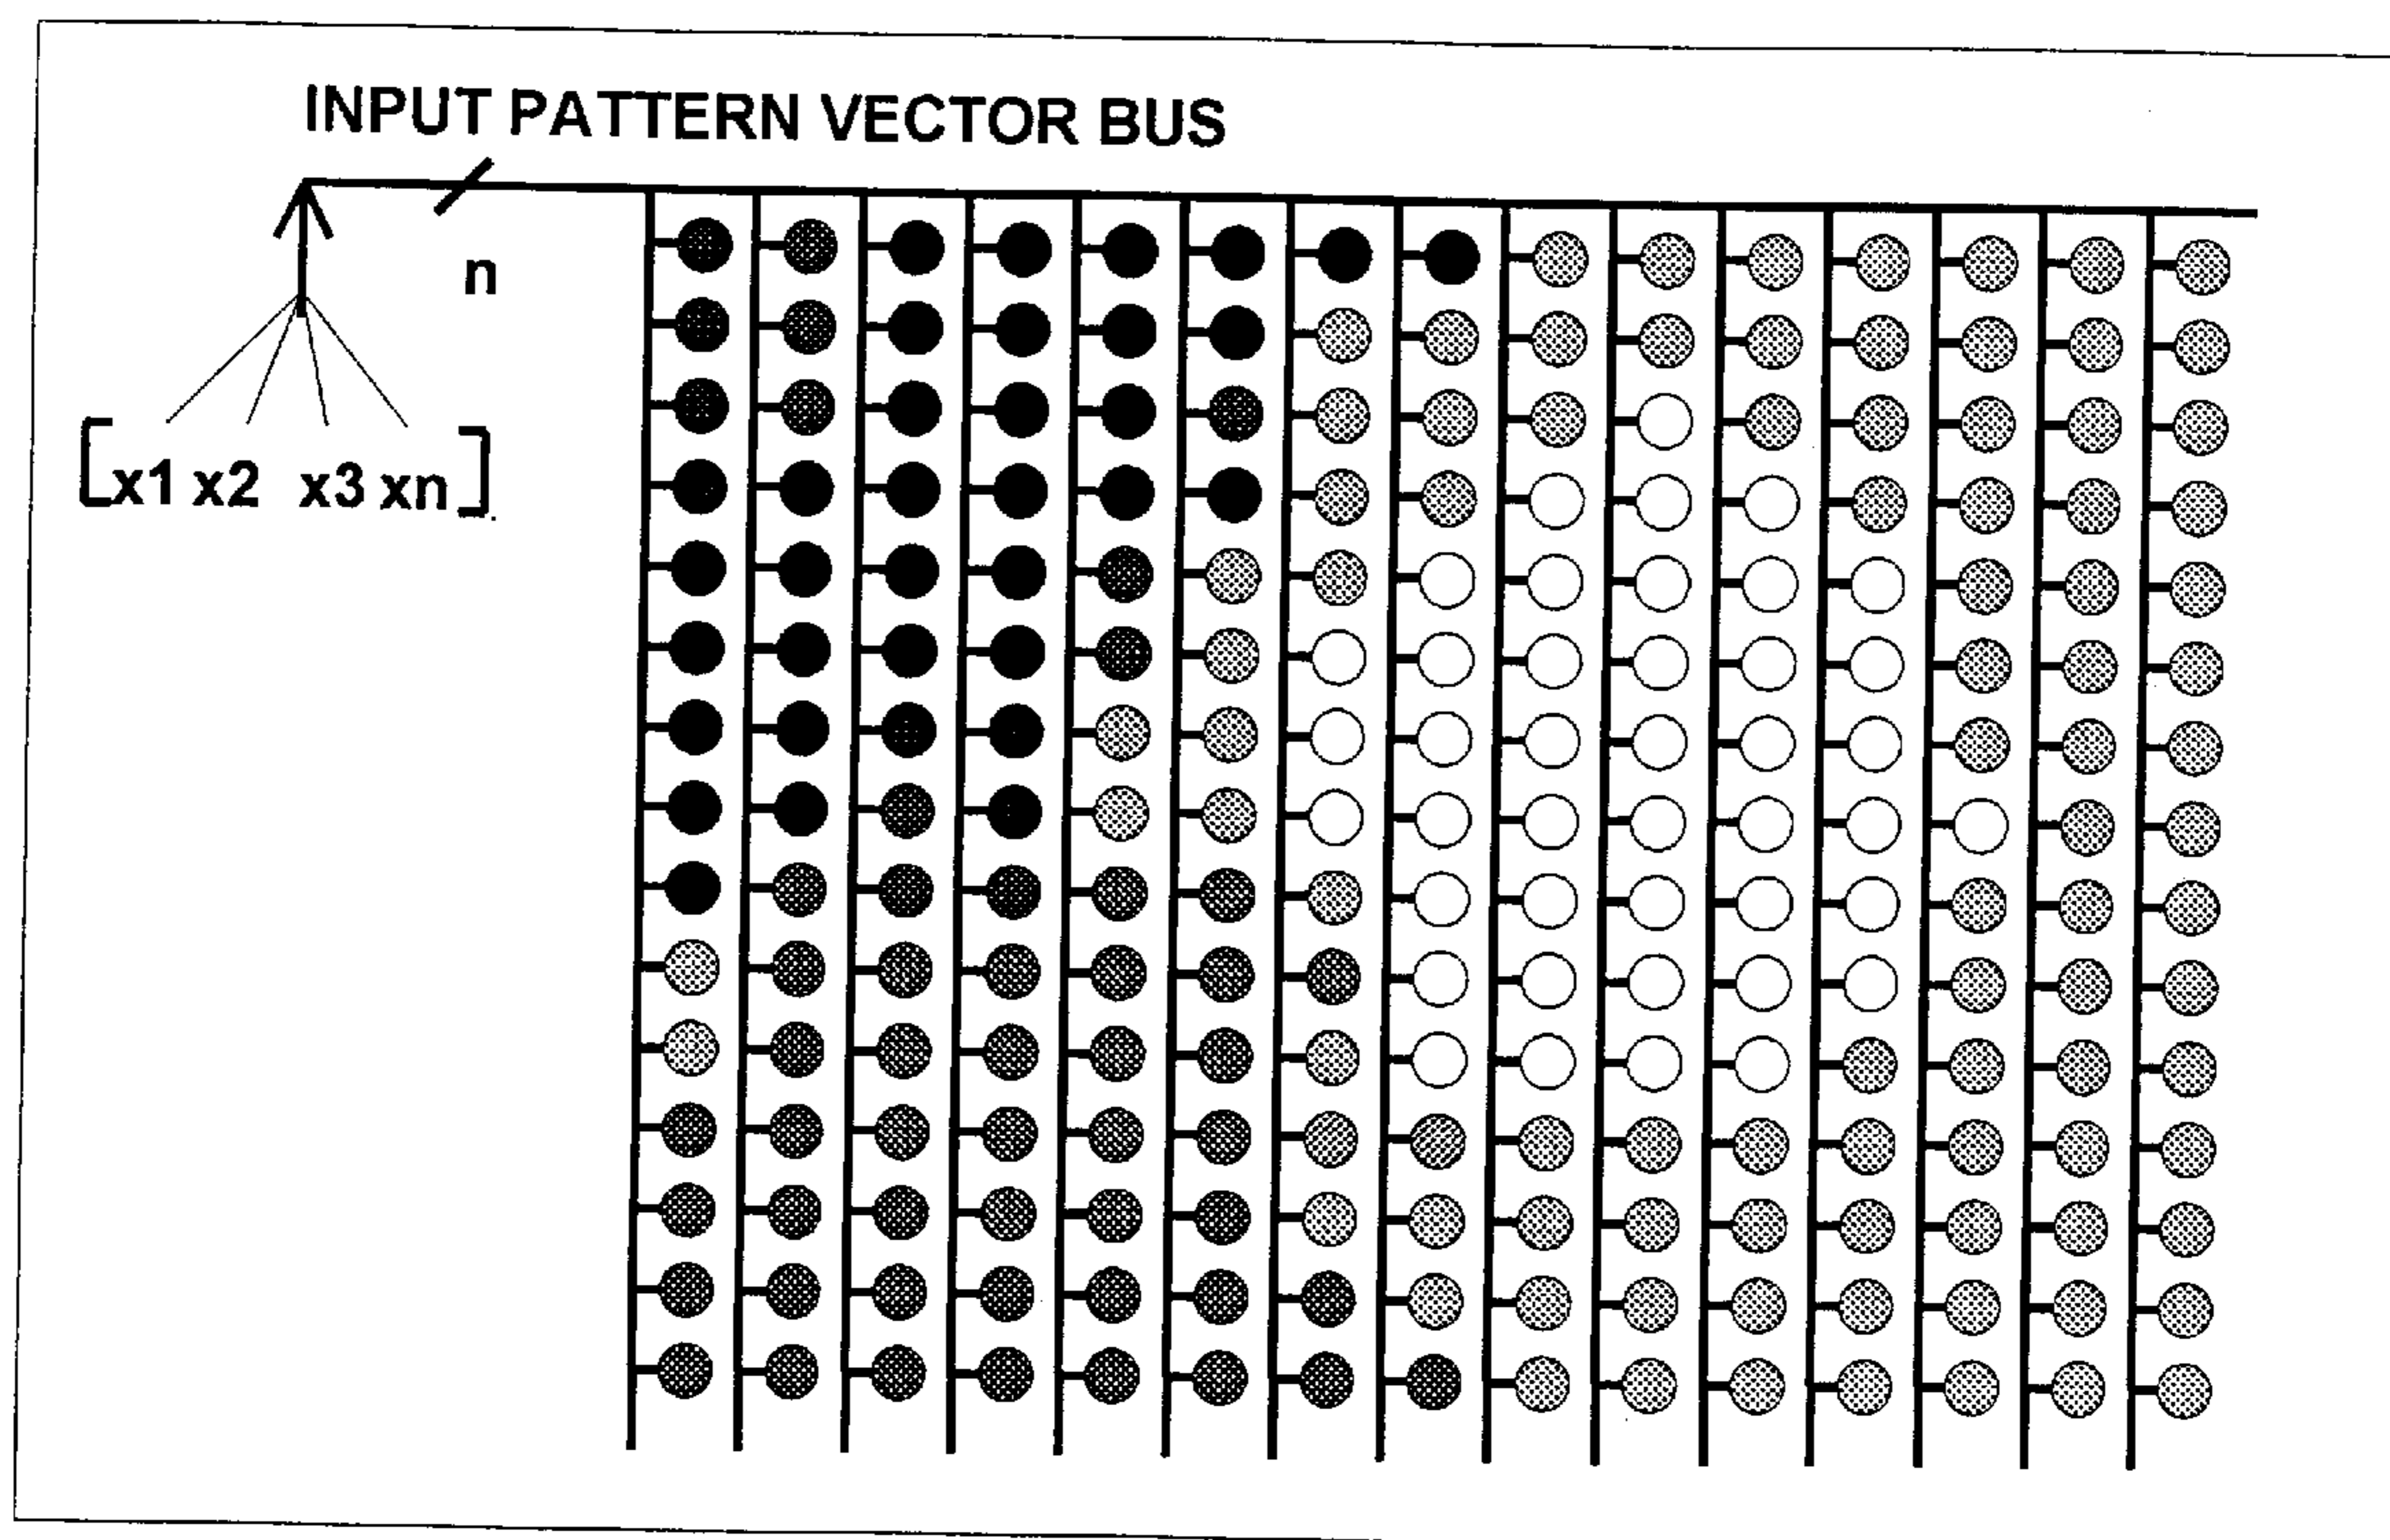 INPUT PATTERN VECTOR BUS
n
[x1 x2 x3 xn]